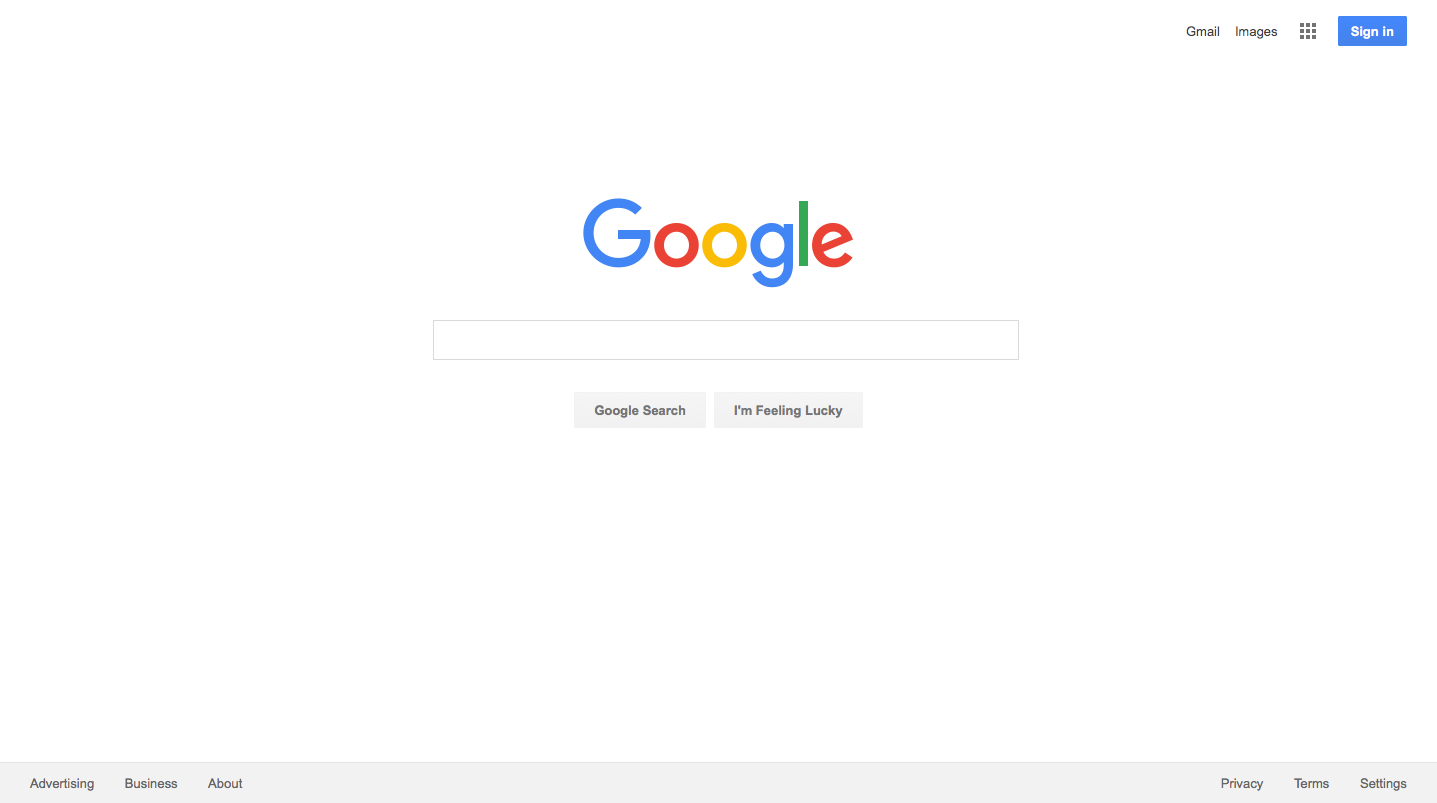 Gmail Images Sign in
Google
Google Search I'm Feeling Lucky
Advertising Business About Privacy Terms Settings